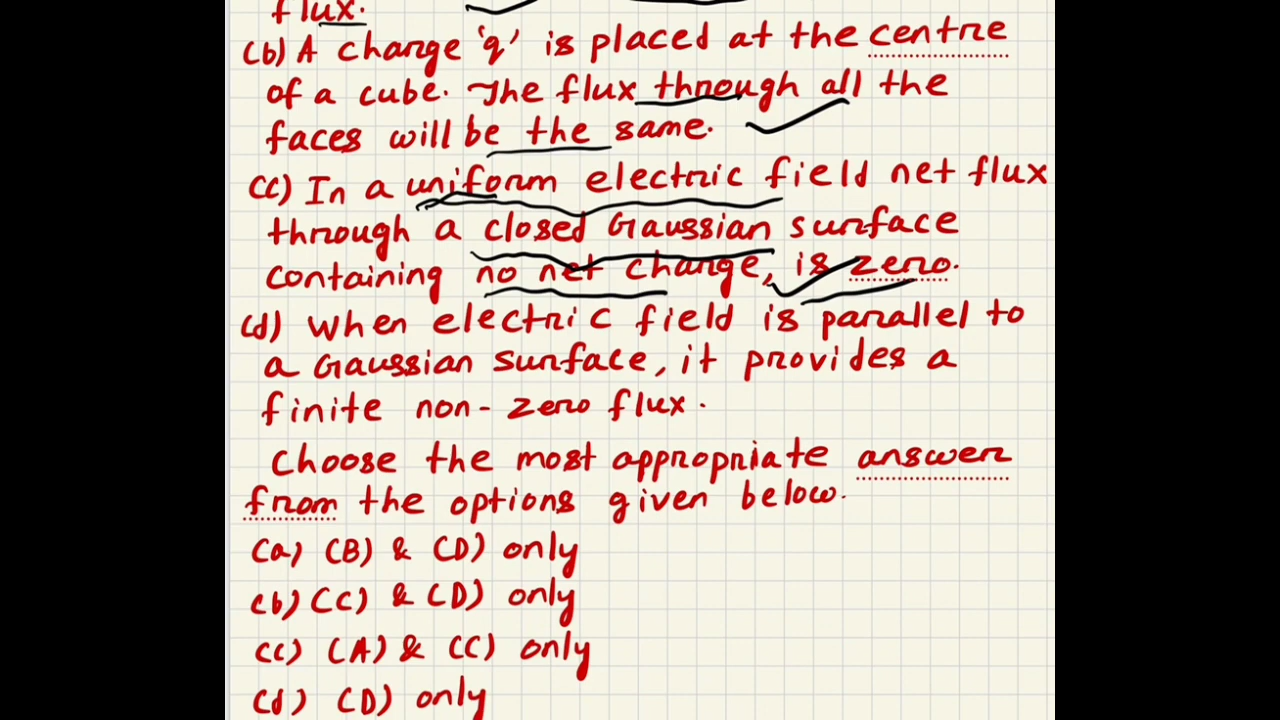 flux.
(b) A charge 'q' is placed at the centre
of a cube. The flux through all the
faces will be the same.
(c) In a uniform electric field net flux
through a closed Gaussian surface
containing no net charge, is zero.
(d) When electric field is parallel to
a Gaussian surface, it provides a
finite non-zero flux.
Choose the most appropriate answer
from the options given below.
(a) (B) & (D) only
(b) (C) & (D) only
(c) (A) & (C) only
(d) (D) only